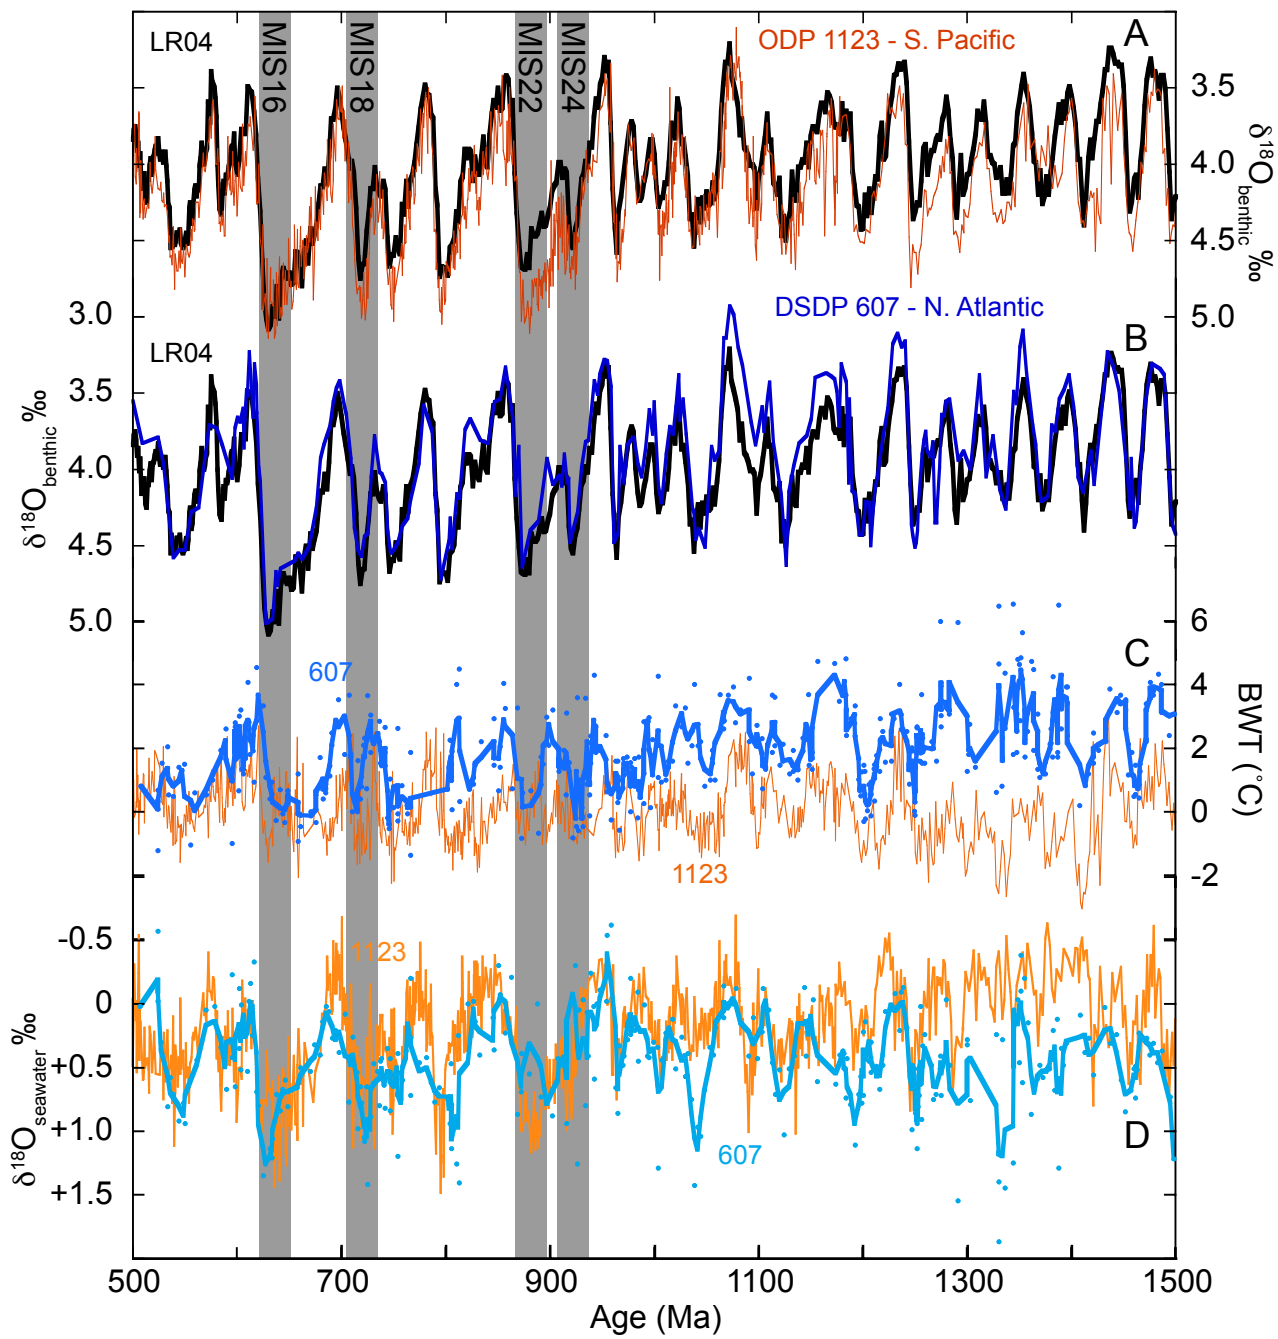 LR04
MIS16
MIS18
MIS22
MIS24
ODP 1123 - S. Pacific
A
3.5
4.0
4.5
5.0
δ18Obenthic ‰
3.0
3.5
4.0
4.5
5.0
δ18Obenthic ‰
LR04
DSDP 607 - N. Atlantic
B
607
C
6
4
2
0
-2
BWT (°C)
1123
-0.5
0
+0.5
+1.0
+1.5
δ18Oseawater ‰
1123
607
D
500
700
900
1100
1300
1500
Age (Ma)